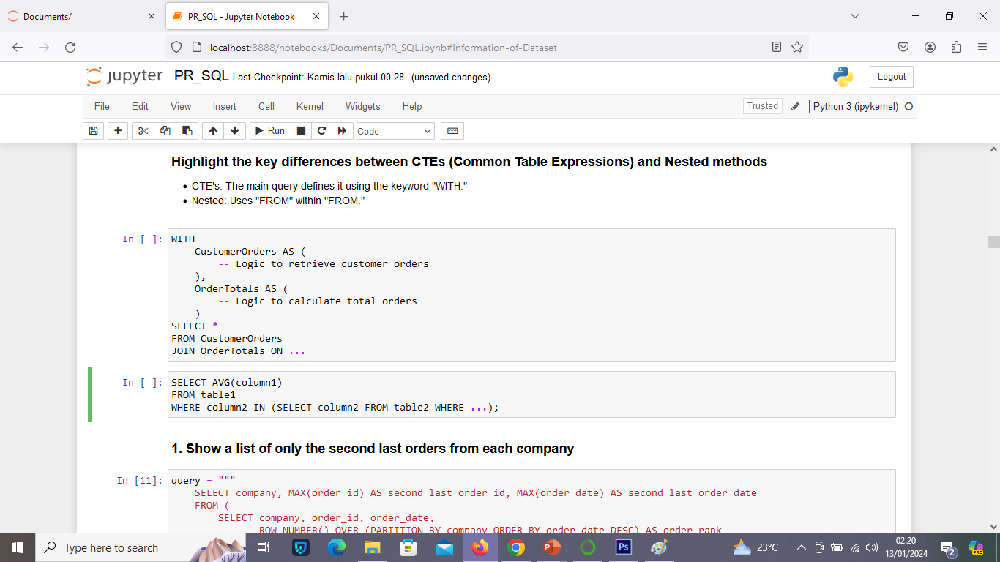 Documents/
PR_SQL - Jupyter Notebook
localhost:8888/notebooks/Documents/PR_SQL.ipynb#Information-of-Dataset
jupyter PR_SQL Last Checkpoint: Kamis lalu pukul 00.28 (unsaved changes)
Logout
File Edit View Insert Cell Kernel Widgets Help
Trusted
Python 3 (ipykernel)
Run
Code
Highlight the key differences between CTEs (Common Table Expressions) and Nested methods
• CTE's: The main query defines it using the keyword "WITH."
• Nested: Uses "FROM" within "FROM."
In [ ]: WITH
CustomerOrders AS (
-- Logic to retrieve customer orders
),
OrderTotals AS (
-- Logic to calculate total orders
)
SELECT *
FROM CustomerOrders
JOIN OrderTotals ON ...
In [ ]: SELECT AVG(column1)
FROM table1
WHERE column2 IN (SELECT column2 FROM table2 WHERE ...);
1. Show a list of only the second last orders from each company
In [11]: query = """
SELECT company, MAX(order_id) AS second_last_order_id, MAX(order_date) AS second_last_order_date
FROM (
SELECT company, order_id, order_date,
ROW_NUMBER() OVER (PARTITION BY company ORDER BY order_date DESC) AS order_rank
Type here to search
Ps
23°C
02.20
13/01/2024
2
PRE